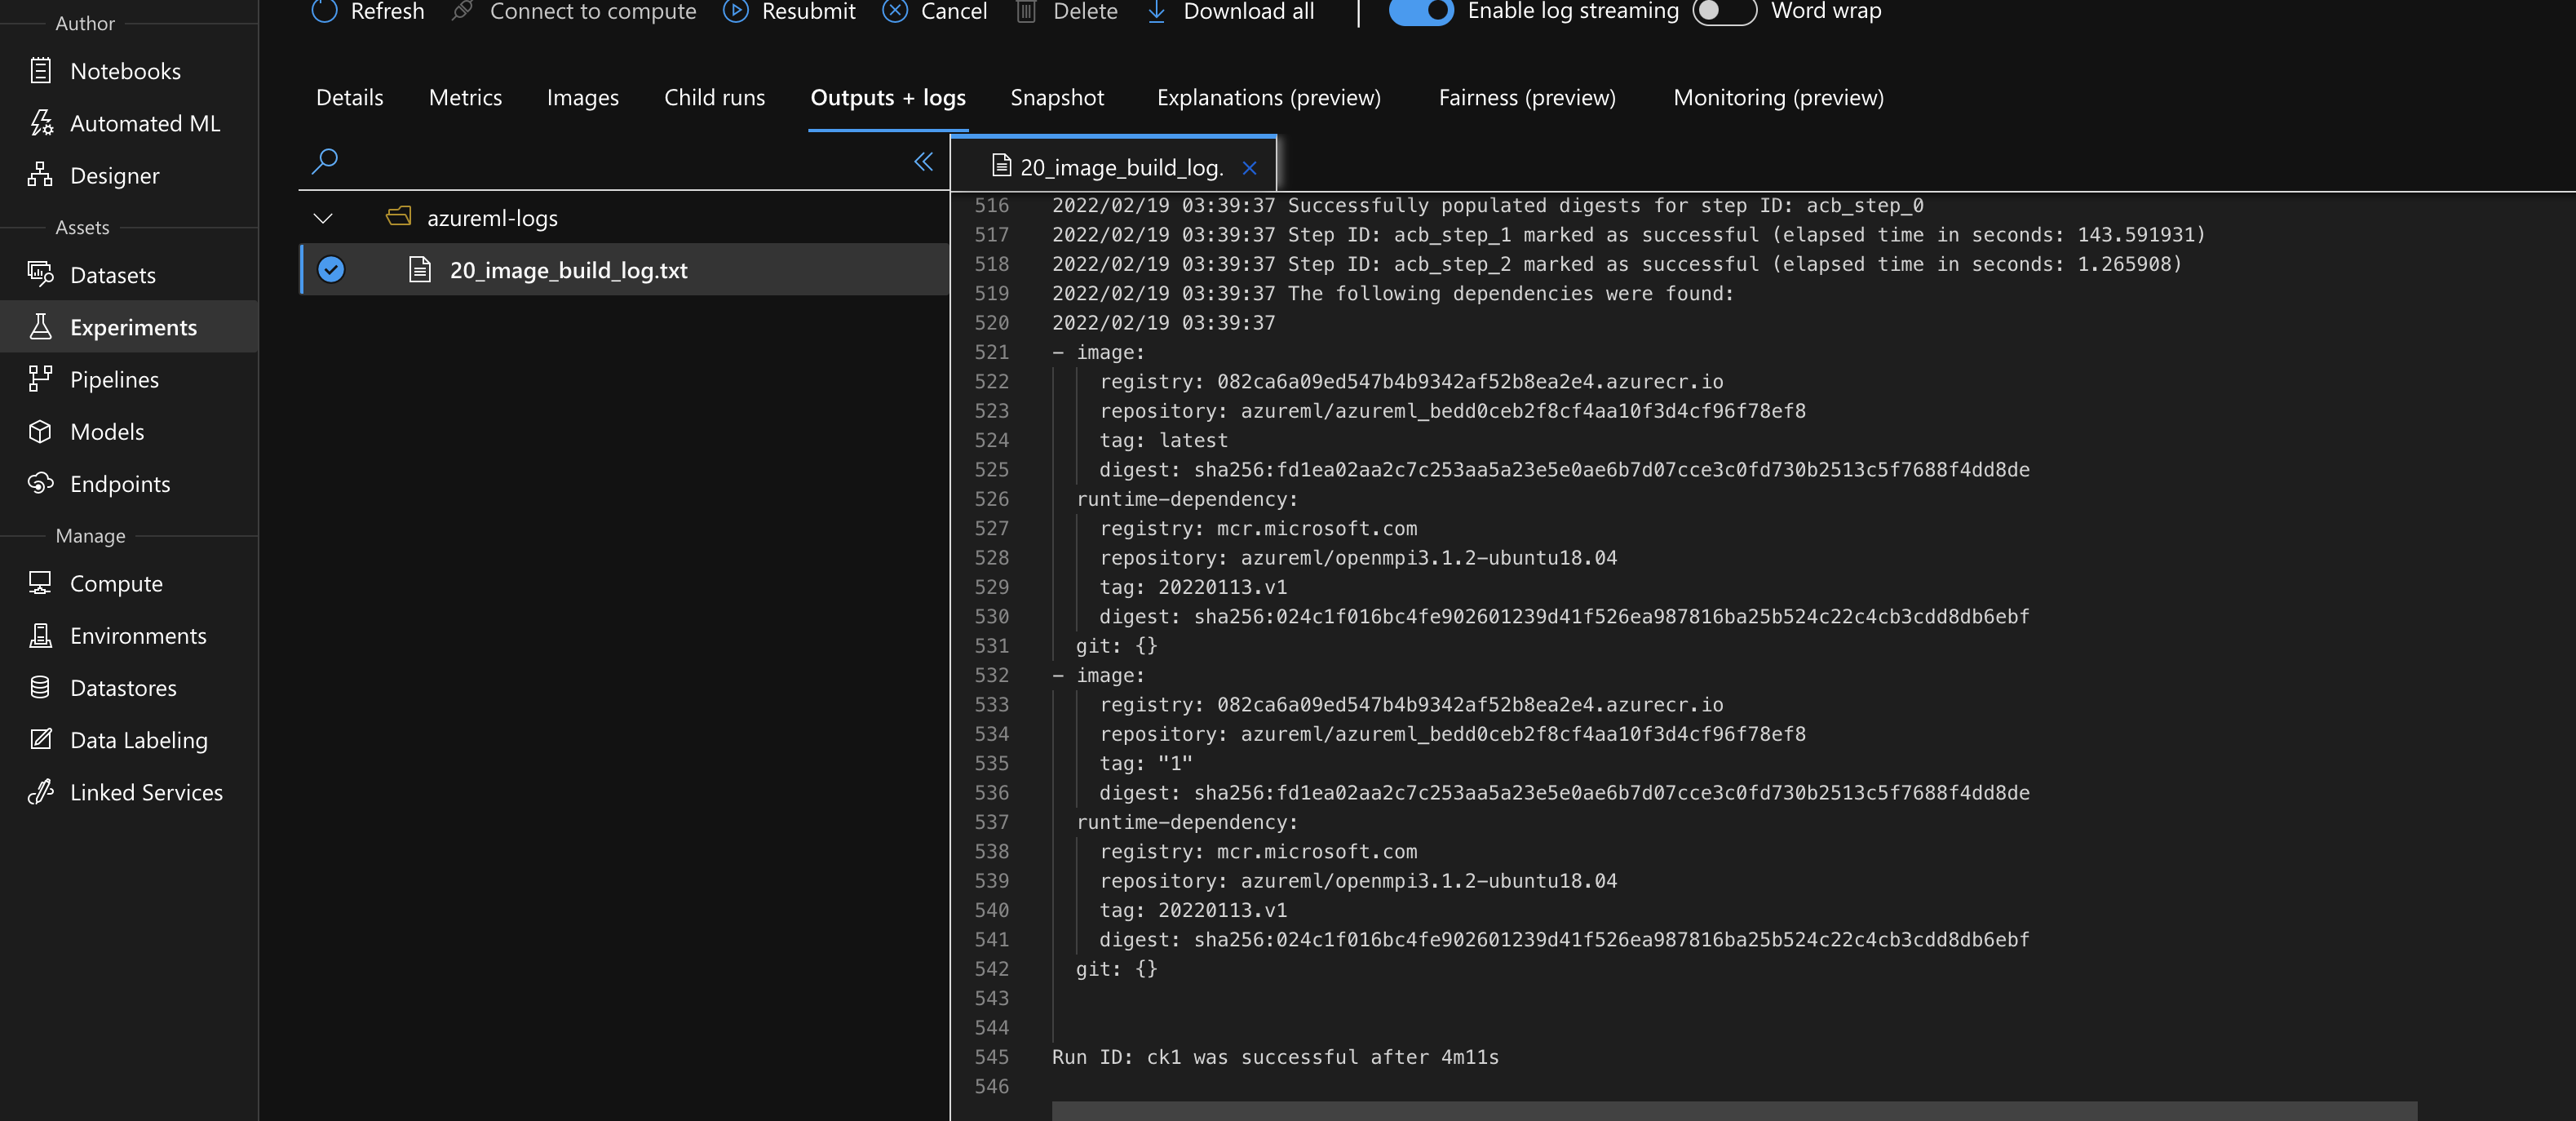 Refresh Connect to compute Resubmit Cancel Delete Download all Enable log streaming Word wrap
Author
Notebooks
Automated ML
Designer
Assets
Datasets
Experiments
Pipelines
Models
Endpoints
Manage
Compute
Environments
Datastores
Data Labeling
Linked Services
Details Metrics Images Child runs Outputs + logs Snapshot Explanations (preview) Fairness (preview) Monitoring (preview)
azureml-logs
20_image_build_log.txt
20_image_build_log.
516 2022/02/19 03:39:37 Successfully populated digests for step ID: acb_step_0
517 2022/02/19 03:39:37 Step ID: acb_step_1 marked as successful (elapsed time in seconds: 143.591931)
518 2022/02/19 03:39:37 Step ID: acb_step_2 marked as successful (elapsed time in seconds: 1.265908)
519 2022/02/19 03:39:37 The following dependencies were found:
520 2022/02/19 03:39:37
521 - image:
522 registry: 082ca6a09ed547b4b9342af52b8ea2e4.azurecr.io
523 repository: azureml/azureml_bedd0ceb2f8cf4aa10f3d4cf96f78ef8
524 tag: latest
525 digest: sha256:fd1ea02aa2c7c253aa5a23e5e0ae6b7d07cce3c0fd730b2513c5f7688f4dd8de
526 runtime-dependency:
527 registry: mcr.microsoft.com
528 repository: azureml/openmpi3.1.2-ubuntu18.04
529 tag: 20220113.v1
530 digest: sha256:024c1f016bc4fe902601239d41f526ea987816ba25b524c22c4cb3cdd8db6ebf
531 git: {}
532 - image:
533 registry: 082ca6a09ed547b4b9342af52b8ea2e4.azurecr.io
534 repository: azureml/azureml_bedd0ceb2f8cf4aa10f3d4cf96f78ef8
535 tag: "1"
536 digest: sha256:fd1ea02aa2c7c253aa5a23e5e0ae6b7d07cce3c0fd730b2513c5f7688f4dd8de
537 runtime-dependency:
538 registry: mcr.microsoft.com
539 repository: azureml/openmpi3.1.2-ubuntu18.04
540 tag: 20220113.v1
541 digest: sha256:024c1f016bc4fe902601239d41f526ea987816ba25b524c22c4cb3cdd8db6ebf
542 git: {}
543
544
545 Run ID: ck1 was successful after 4m11s
546